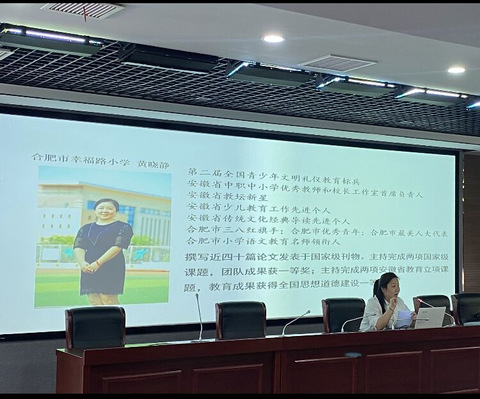 合肥市幸福路小学 黄晓静
第二届全国青少年文明礼仪教育标兵
安徽省中职中小学优秀教师和校长工作室首席负责人
安徽省教坛新星
安徽省少儿教育工作先进个人
安徽省传统文化经典导读先进个人
合肥市三八红旗手；合肥市优秀青年；合肥市最美人大代表
合肥市小学语文教育名师领衔人
撰写近四十篇论文发表于国家级刊物，主持完成两项国家级
课题，团队成果获一等奖；主持完成两项安徽省教育立项课
题，教育成果获得全国思想道德建设一